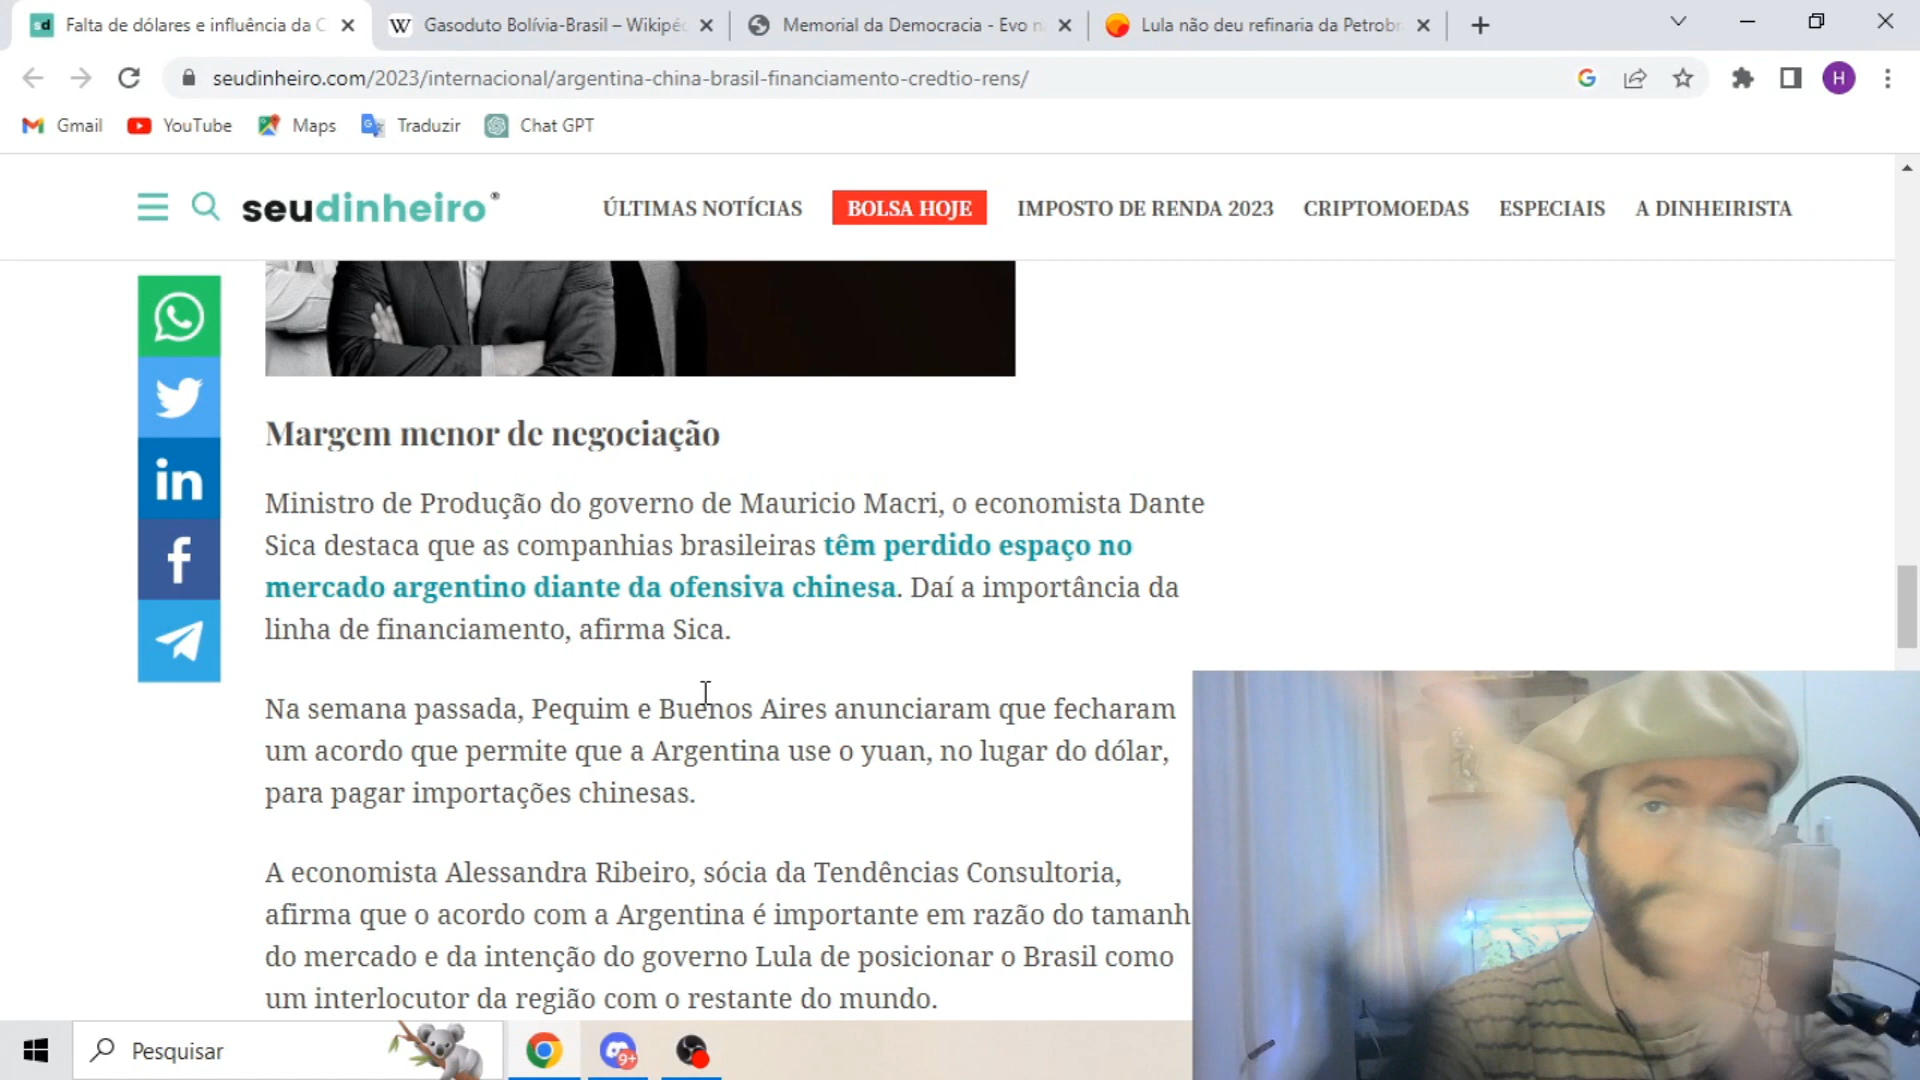 sd Falta de dólares e influência da C
W Gasoduto Bolívia-Brasil – Wikipéd
Memorial da Democracia - Evo na
Lula não deu refinaria da Petrobr
seudinheiro.com/2023/internacional/argentina-china-brasil-financiamento-credtio-rens/
H
Gmail
YouTube
Maps
Traduzir
Chat GPT
seudinheiro®
ÚLTIMAS NOTÍCIAS
BOLSA HOJE
IMPOSTO DE RENDA 2023
CRIPTOMOEDAS
ESPECIAIS
A DINHEIRISTA
in
f
Margem menor de negociação
Ministro de Produção do governo de Mauricio Macri, o economista Dante
Sica destaca que as companhias brasileiras têm perdido espaço no
mercado argentino diante da ofensiva chinesa. Daí a importância da
linha de financiamento, afirma Sica.
Na semana passada, Pequim e Buenos Aires anunciaram que fecharam
um acordo que permite que a Argentina use o yuan, no lugar do dólar,
para pagar importações chinesas.
A economista Alessandra Ribeiro, sócia da Tendências Consultoria,
afirma que o acordo com a Argentina é importante em razão do tamanh
do mercado e da intenção do governo Lula de posicionar o Brasil como
um interlocutor da região com o restante do mundo.
Pesquisar
9+